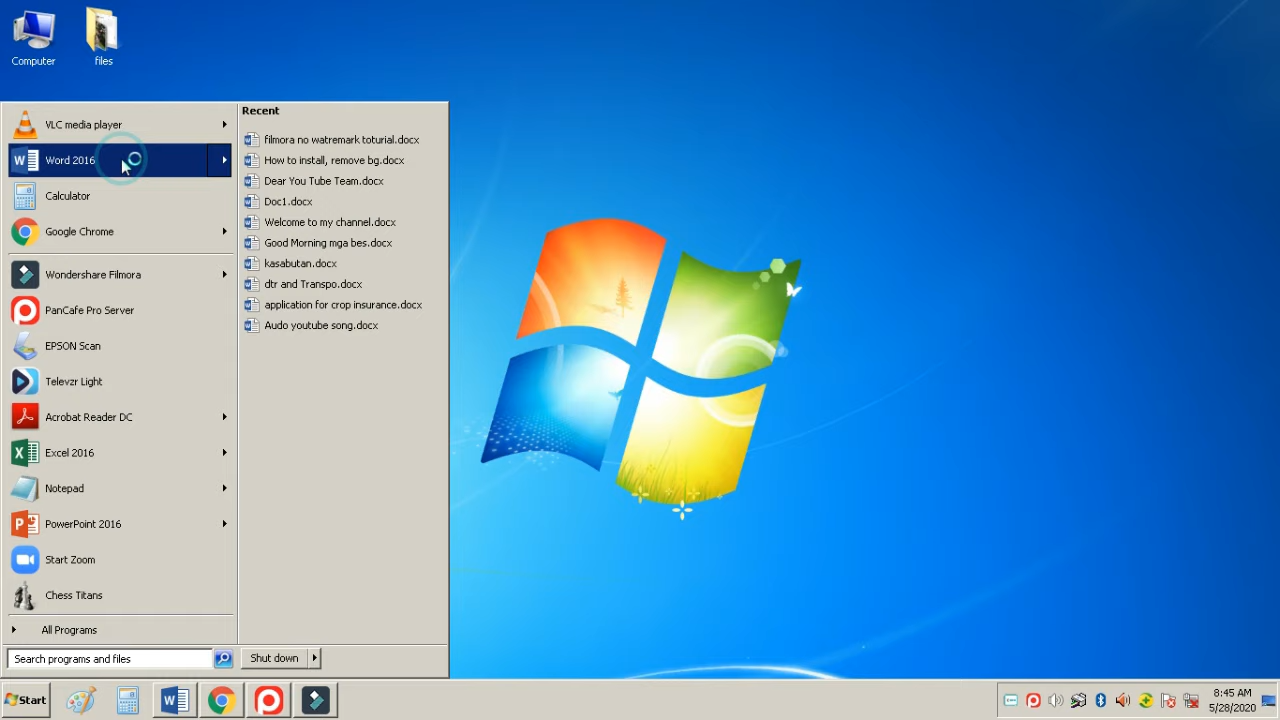 Computer
files
VLC media player
Word 2016
Calculator
Google Chrome
Wondershare Filmora
PanCafe Pro Server
EPSON Scan
Televzr Light
Acrobat Reader DC
Excel 2016
Notepad
PowerPoint 2016
Start Zoom
Chess Titans
All Programs
Search programs and files
Recent
filmora no watremark toturial.docx
How to install, remove bg.docx
Dear You Tube Team.docx
Doc1.docx
Welcome to my channel.docx
Good Morning mga bes.docx
kasabutan.docx
dtr and Transpo.docx
application for crop insurance.docx
Audo youtube song.docx
Shut down
Start
8:45 AM
5/28/2020